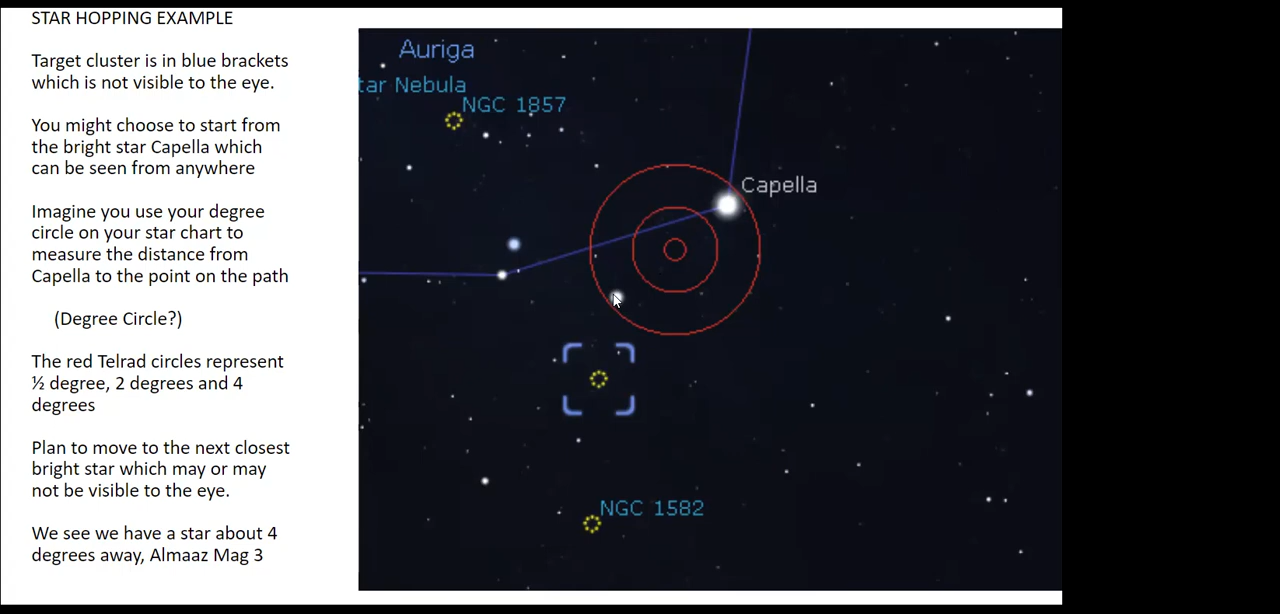 STAR HOPPING EXAMPLE
Target cluster is in blue brackets
which is not visible to the eye.
You might choose to start from
the bright star Capella which
can be seen from anywhere
Imagine you use your degree
circle on your star chart to
measure the distance from
Capella to the point on the path
(Degree Circle?)
The red Telrad circles represent
½ degree, 2 degrees and 4
degrees
Plan to move to the next closest
bright star which may or may
not be visible to the eye.
We see we have a star about 4
degrees away, Almaaz Mag 3
Auriga
tar Nebula
NGC 1857
Capella
NGC 1582